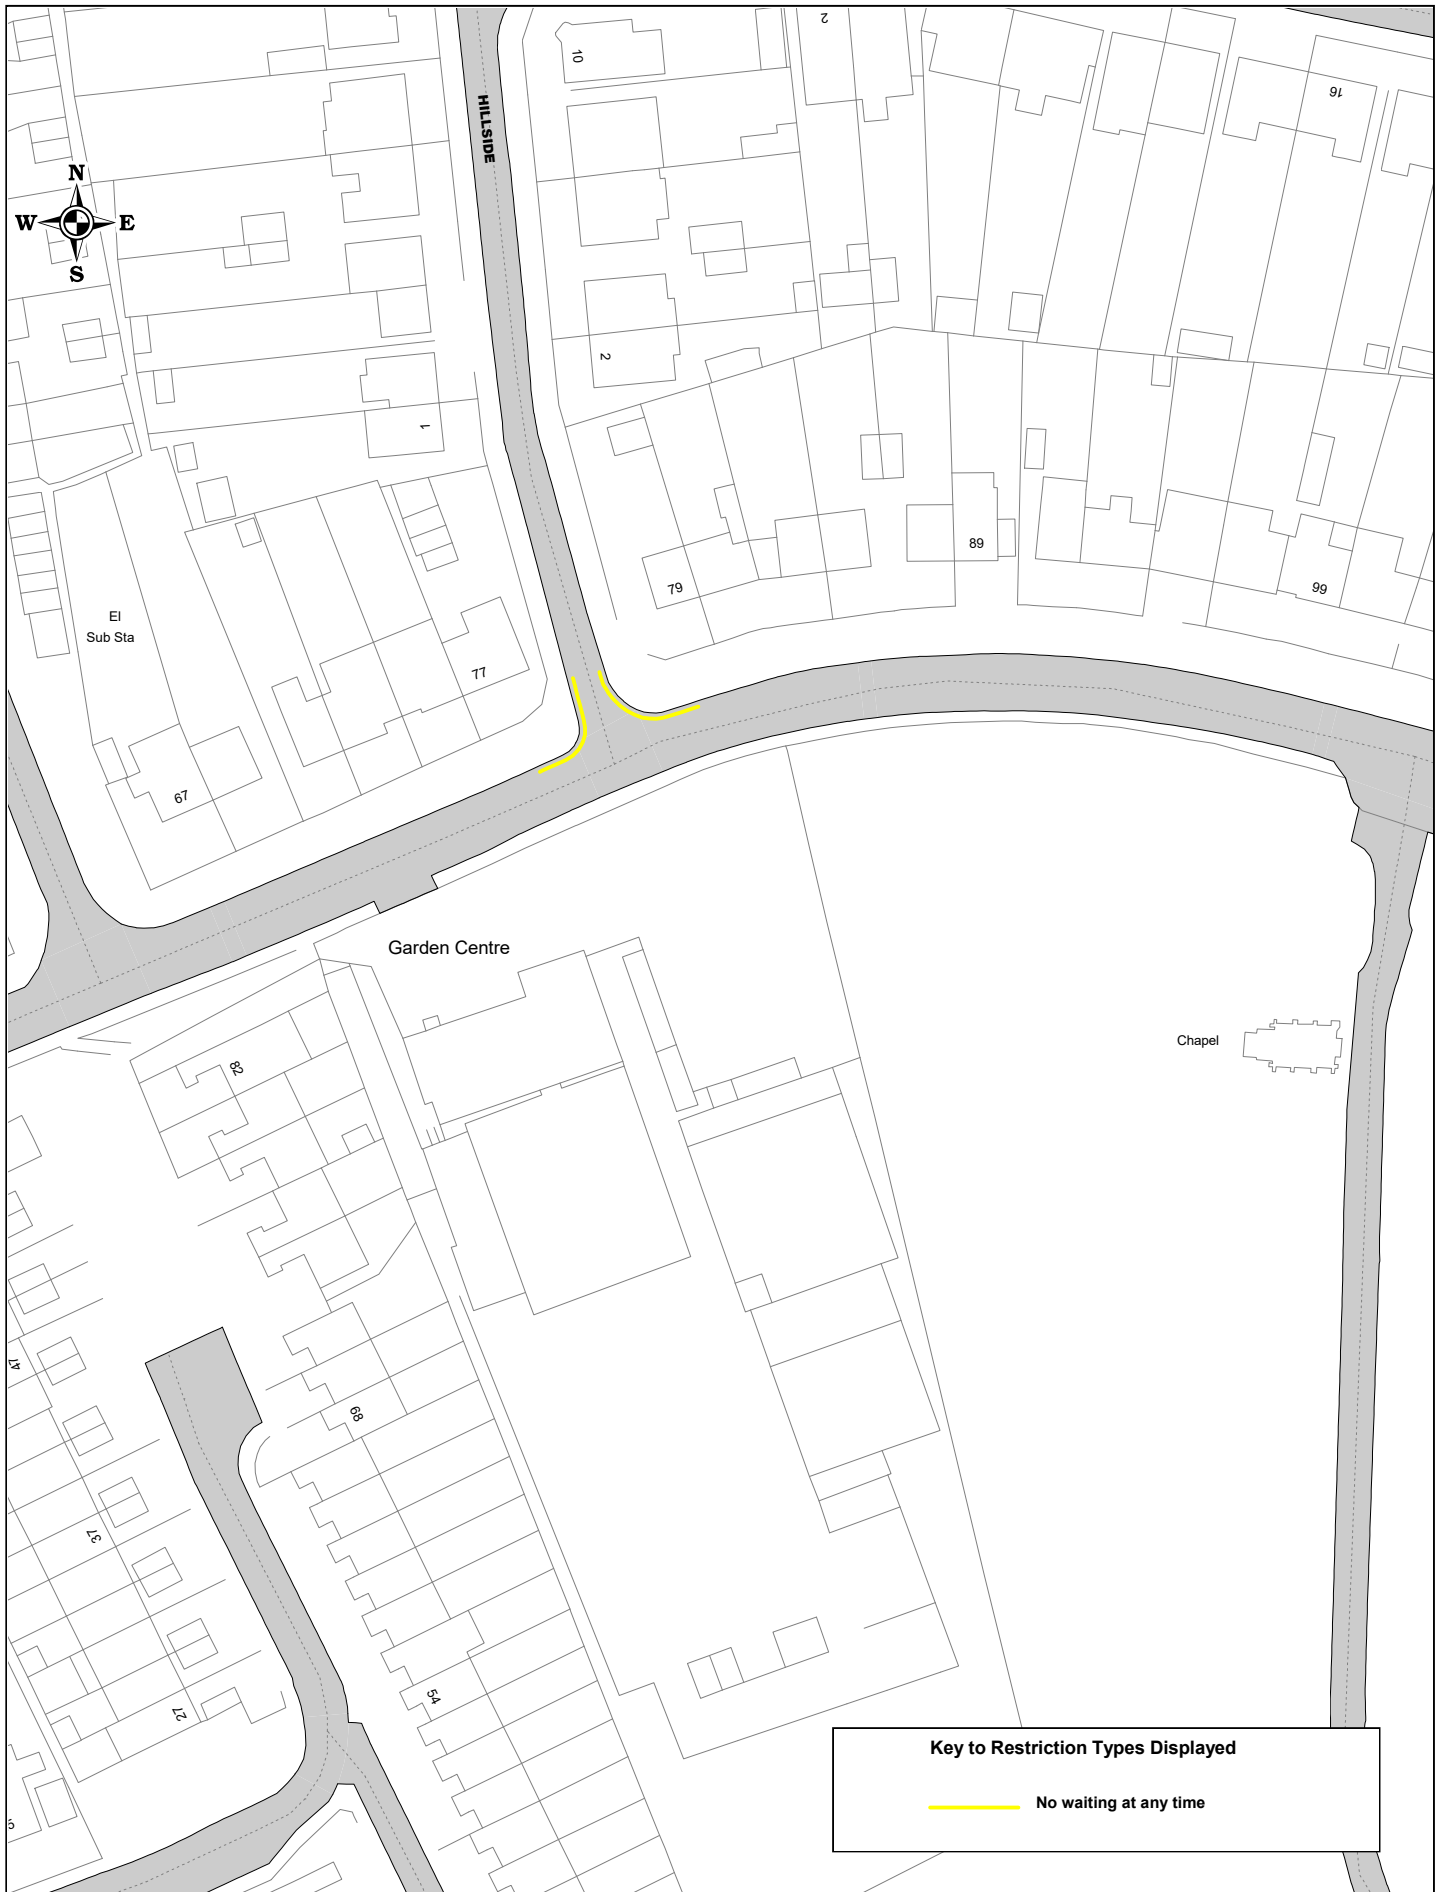 10
2
16
HILLSIDE
N
W E
S
2
1
89
79
99
El
Sub Sta
77
67
Garden Centre
82
Chapel
47
68
37
54
27
Key to Restriction Types Displayed
No waiting at any time